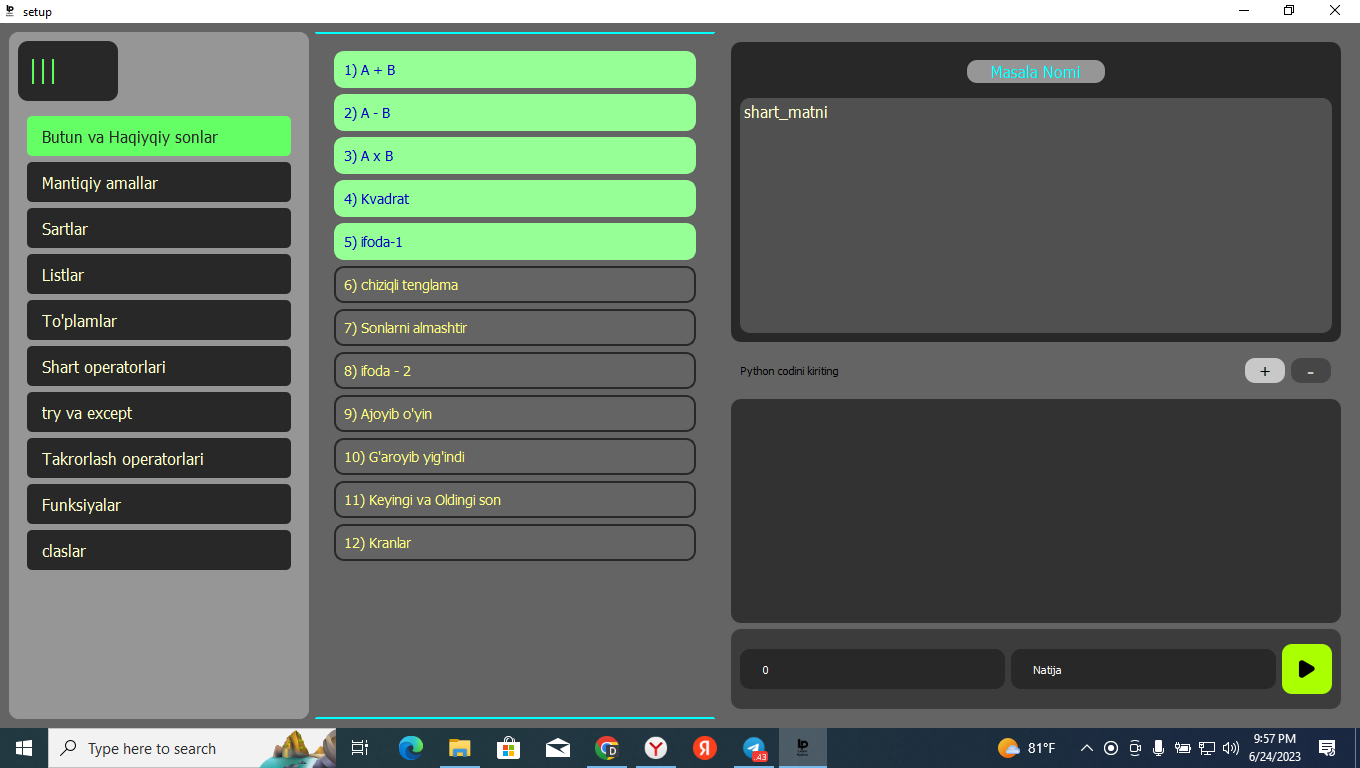 setup
Butun va Haqiyqiy sonlar
Mantiqiy amallar
Sartlar
Listlar
To'plamlar
Shart operatorlari
try va except
Takrorlash operatorlari
Funksiyalar
claslar
1) A + B
2) A - B
3) A x B
4) Kvadrat
5) ifoda-1
6) chiziqli tenglama
7) Sonlarni almashtir
8) ifoda - 2
9) Ajoyib o'yin
10) G'aroyib yig'indi
11) Keyingi va Oldingi son
12) Kranlar
Masala Nomi
shart_matni
Python codini kiriting
+ -
0
Natija
Type here to search
D
Y
Я
43
81°F
9:57 PM
6/24/2023